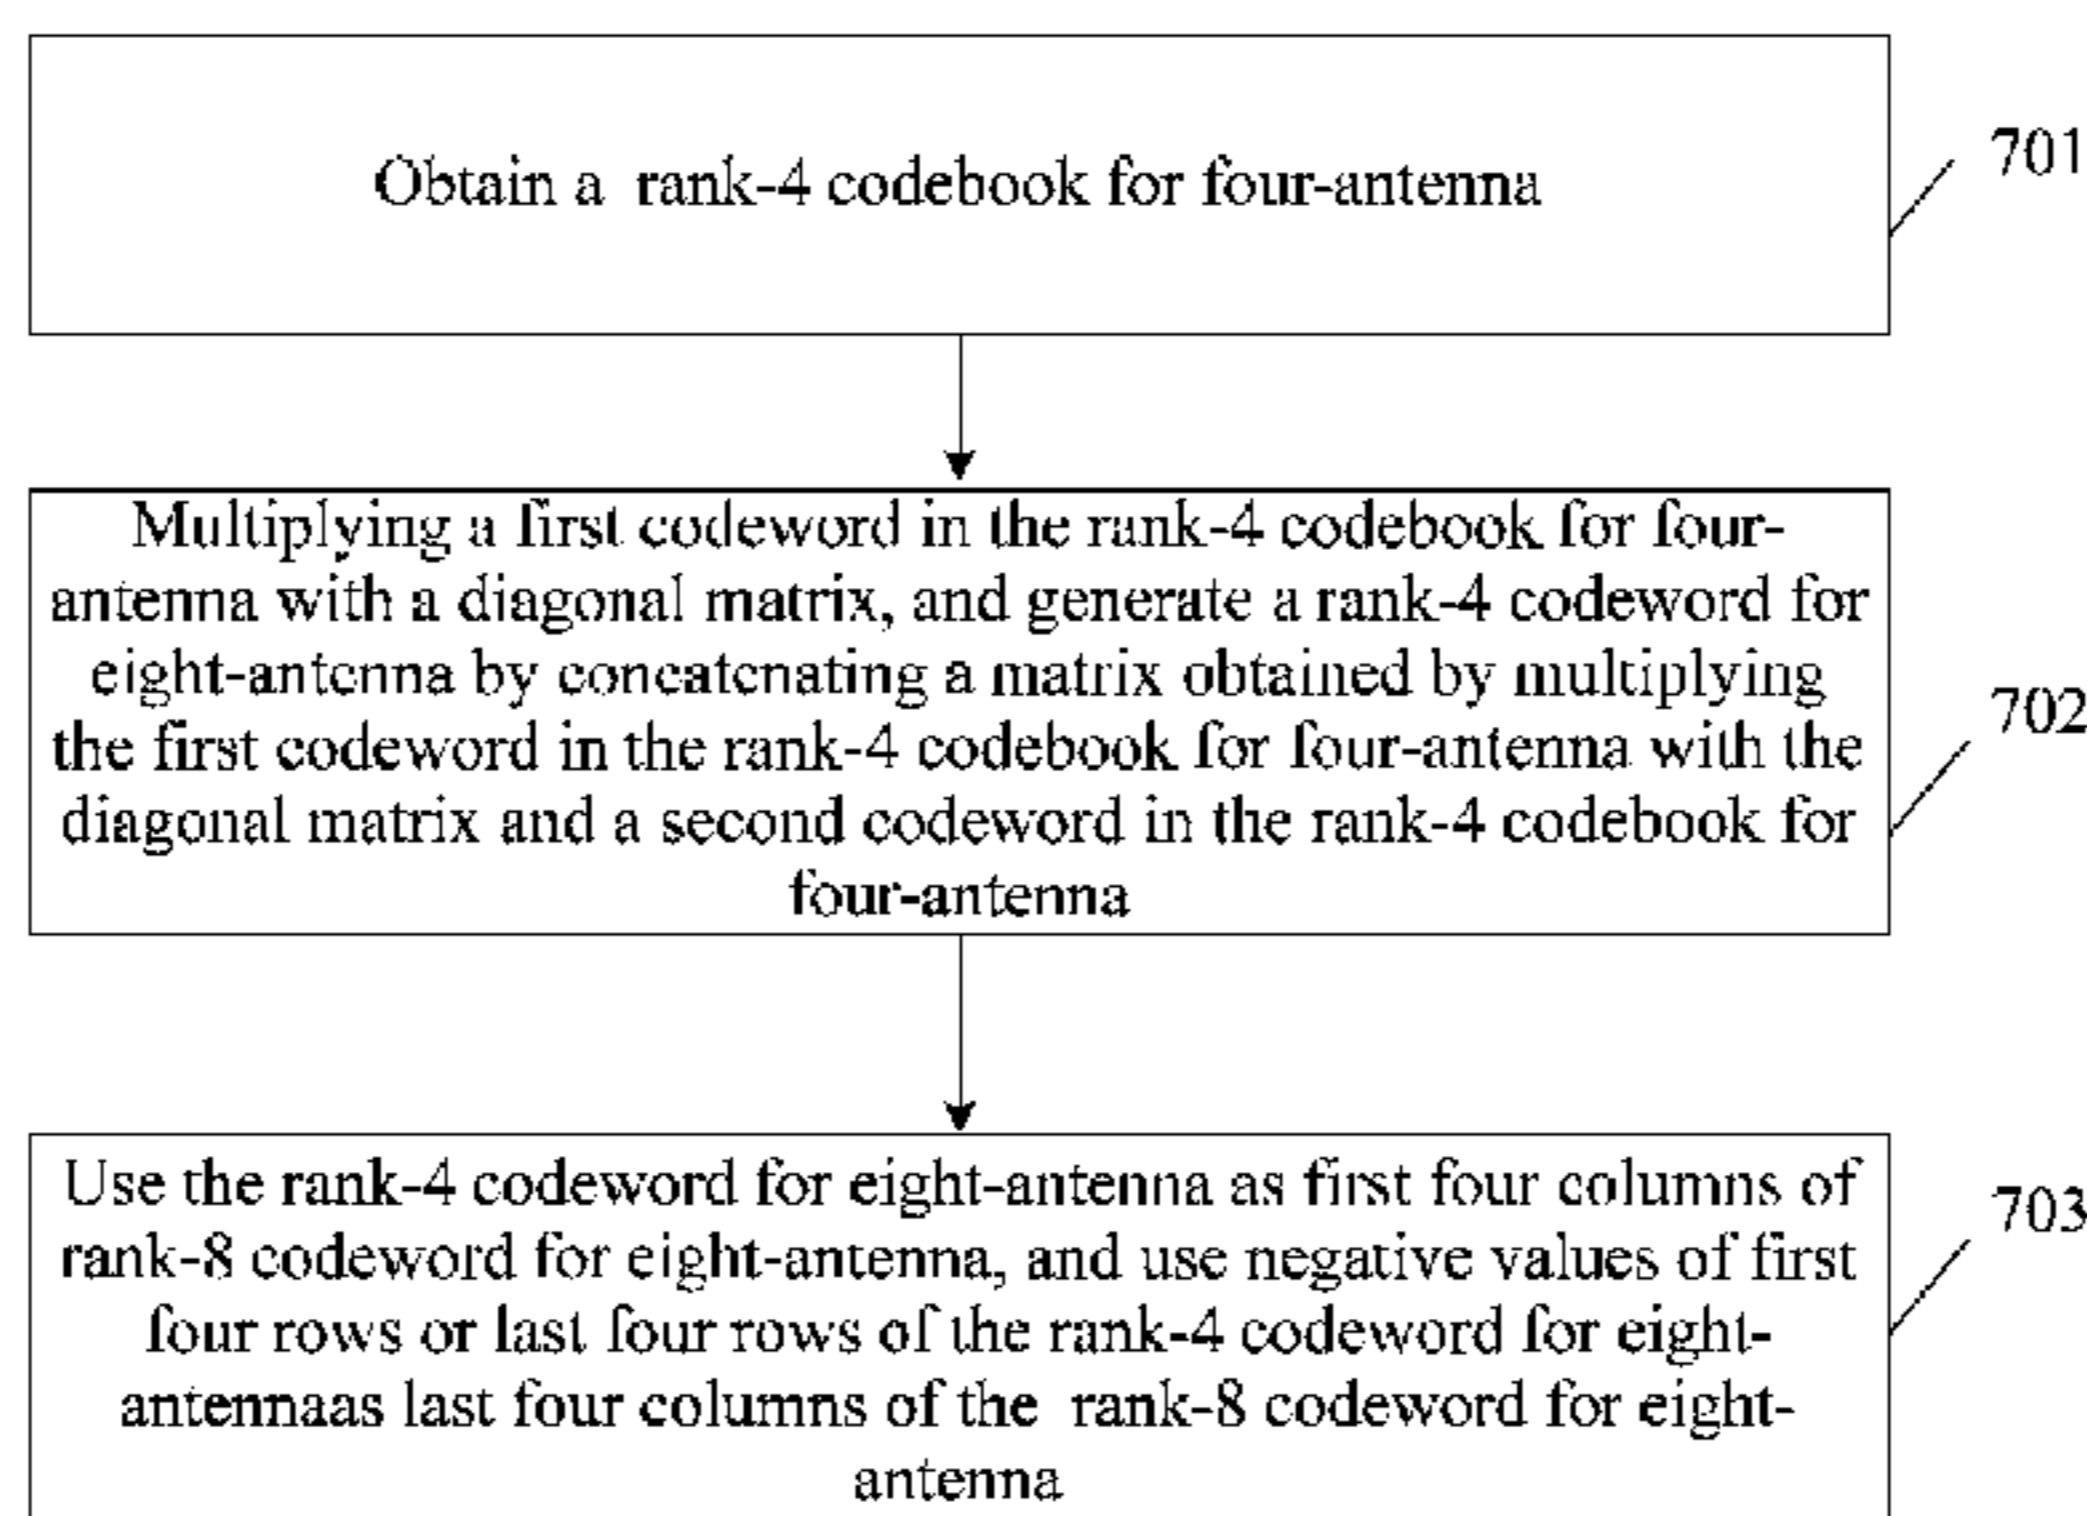 Obtain a rank-4 codebook for four-antenna
701
Multiplying a first codeword in the rank-4 codebook for four-
antenna with a diagonal matrix, and generate a rank-4 codeword for
eight-antenna by concatenating a matrix obtained by multiplying
the first codeword in the rank-4 codebook for four-antenna with the
diagonal matrix and a second codeword in the rank-4 codebook for
four-antenna
702
Use the rank-4 codeword for eight-antenna as first four columns of
rank-8 codeword for eight-antenna, and use negative values of first
four rows or last four rows of the rank-4 codeword for eight-
antennaas last four columns of the rank-8 codeword for eight-
antenna
703